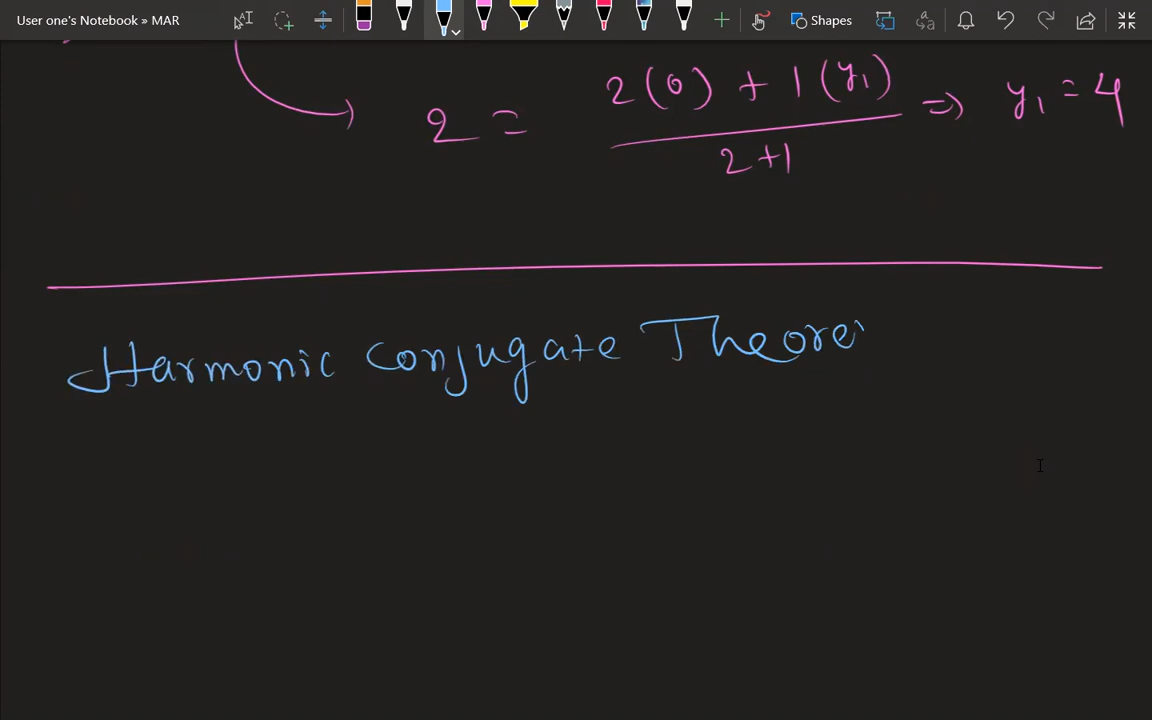 User one's Notebook » MAR
Shapes
2 = 2(0) + 1(y₁) / 2+1 ⇒ y₁ = 4
Harmonic Conjugate Theore